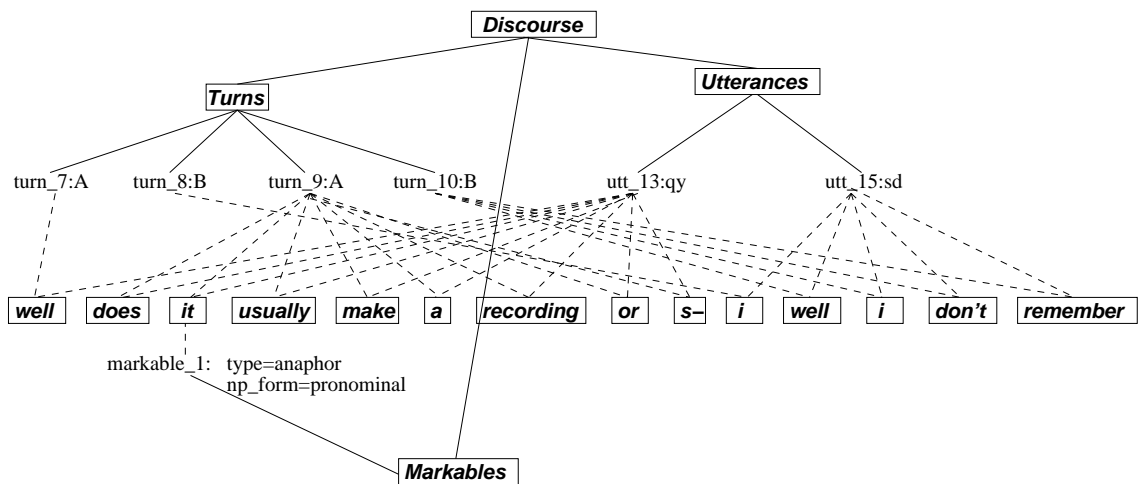 Discourse
Utterances
Turns
turn_7:A turn_8:B turn_9:A turn_10:B utt_13:qy utt_15:sd
well does it usually make a recording or s– i well i don't remember
markable_1: type=anaphor
np_form=pronominal
Markables